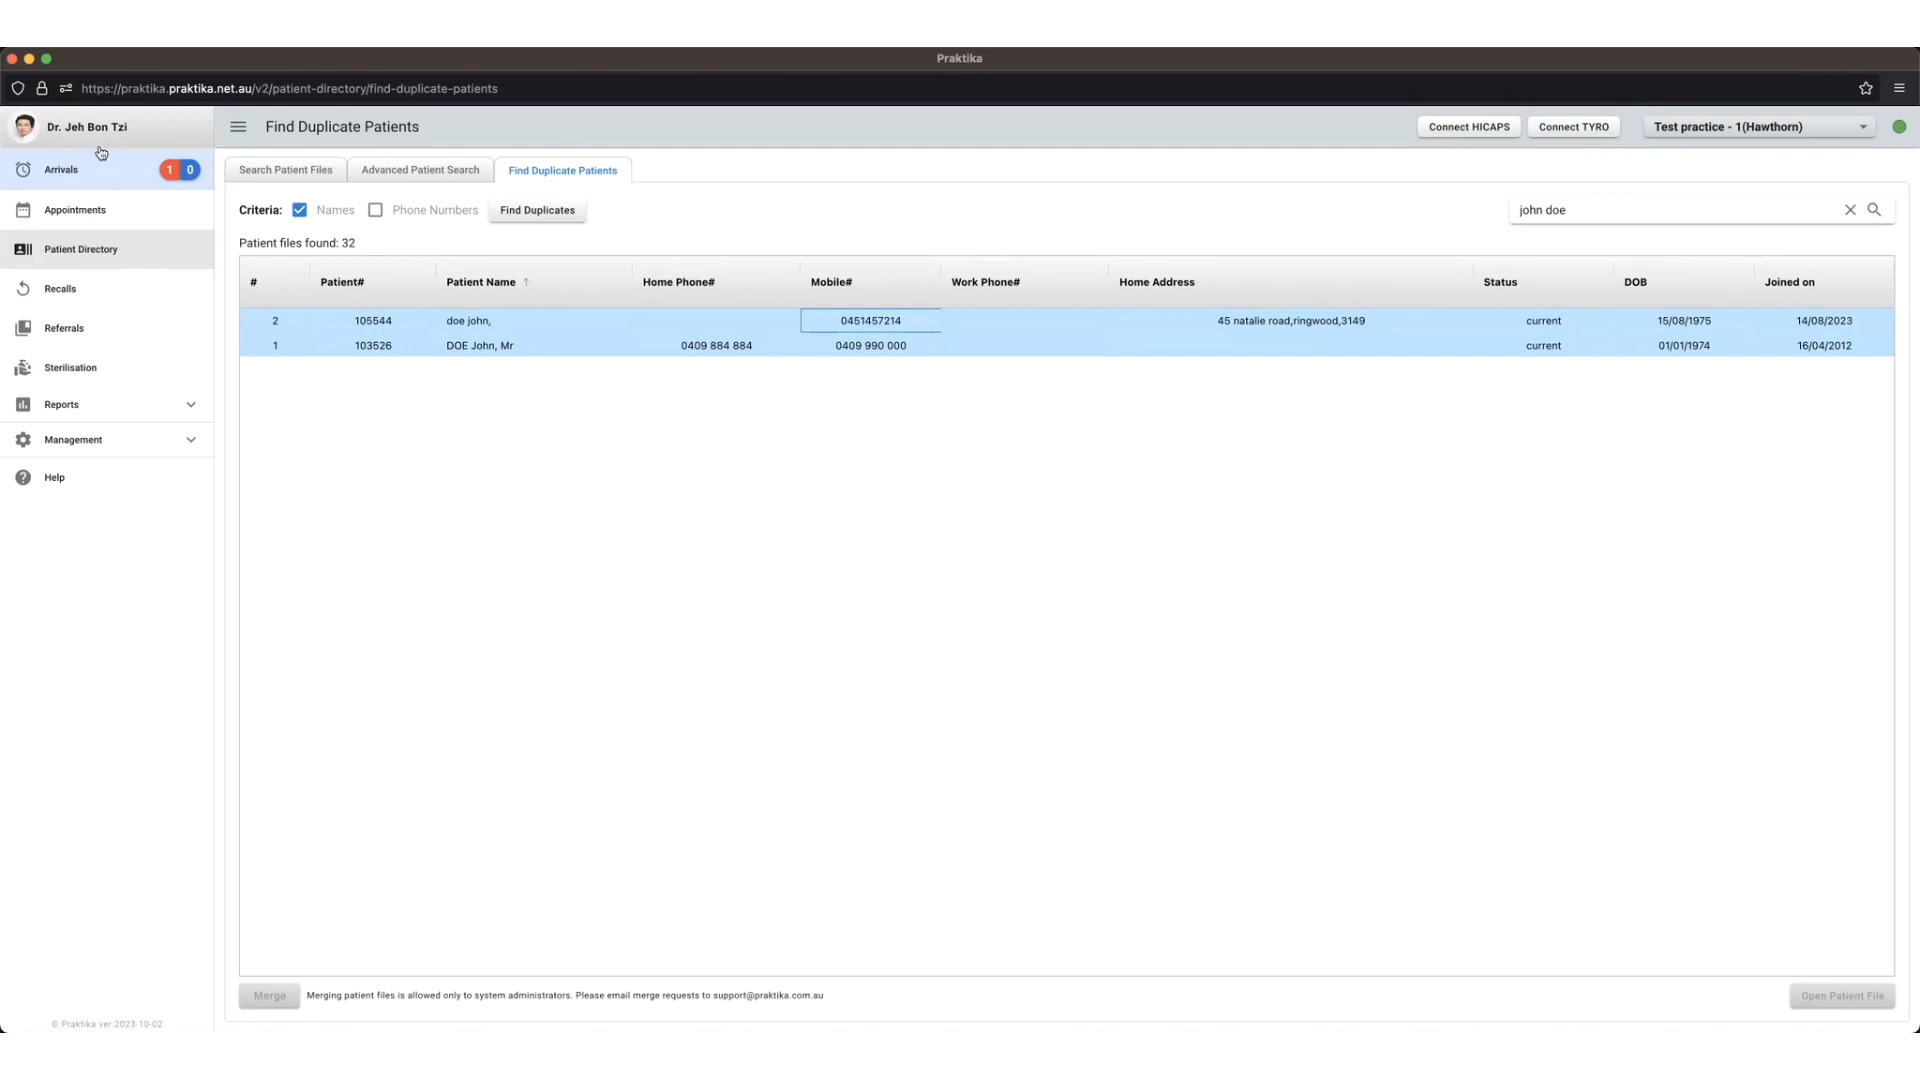 Praktika
https://praktika.praktika.net.au/v2/patient-directory/find-duplicate-patients
Dr. Jeh Bon Tzi
Find Duplicate Patients
Connect HICAPS
Connect TYRO
Test practice - 1(Hawthorn)
Arrivals
1 0
Appointments
Patient Directory
Recalls
Referrals
Sterilisation
Reports
Management
Help
Search Patient Files
Advanced Patient Search
Find Duplicate Patients
Criteria: Names Phone Numbers Find Duplicates
john doe
Patient files found: 32
# Patient# Patient Name Home Phone# Mobile# Work Phone# Home Address Status DOB Joined on
2 105544 doe john, 0451457214 45 natalie road,ringwood,3149 current 15/08/1975 14/08/2023
1 103526 DOE John, Mr 0409 884 884 0409 990 000 current 01/01/1974 16/04/2012
Merge Merging patient files is allowed only to system administrators. Please email merge requests to support@praktika.com.au
Open Patient File
© Praktika ver:2023-10-02